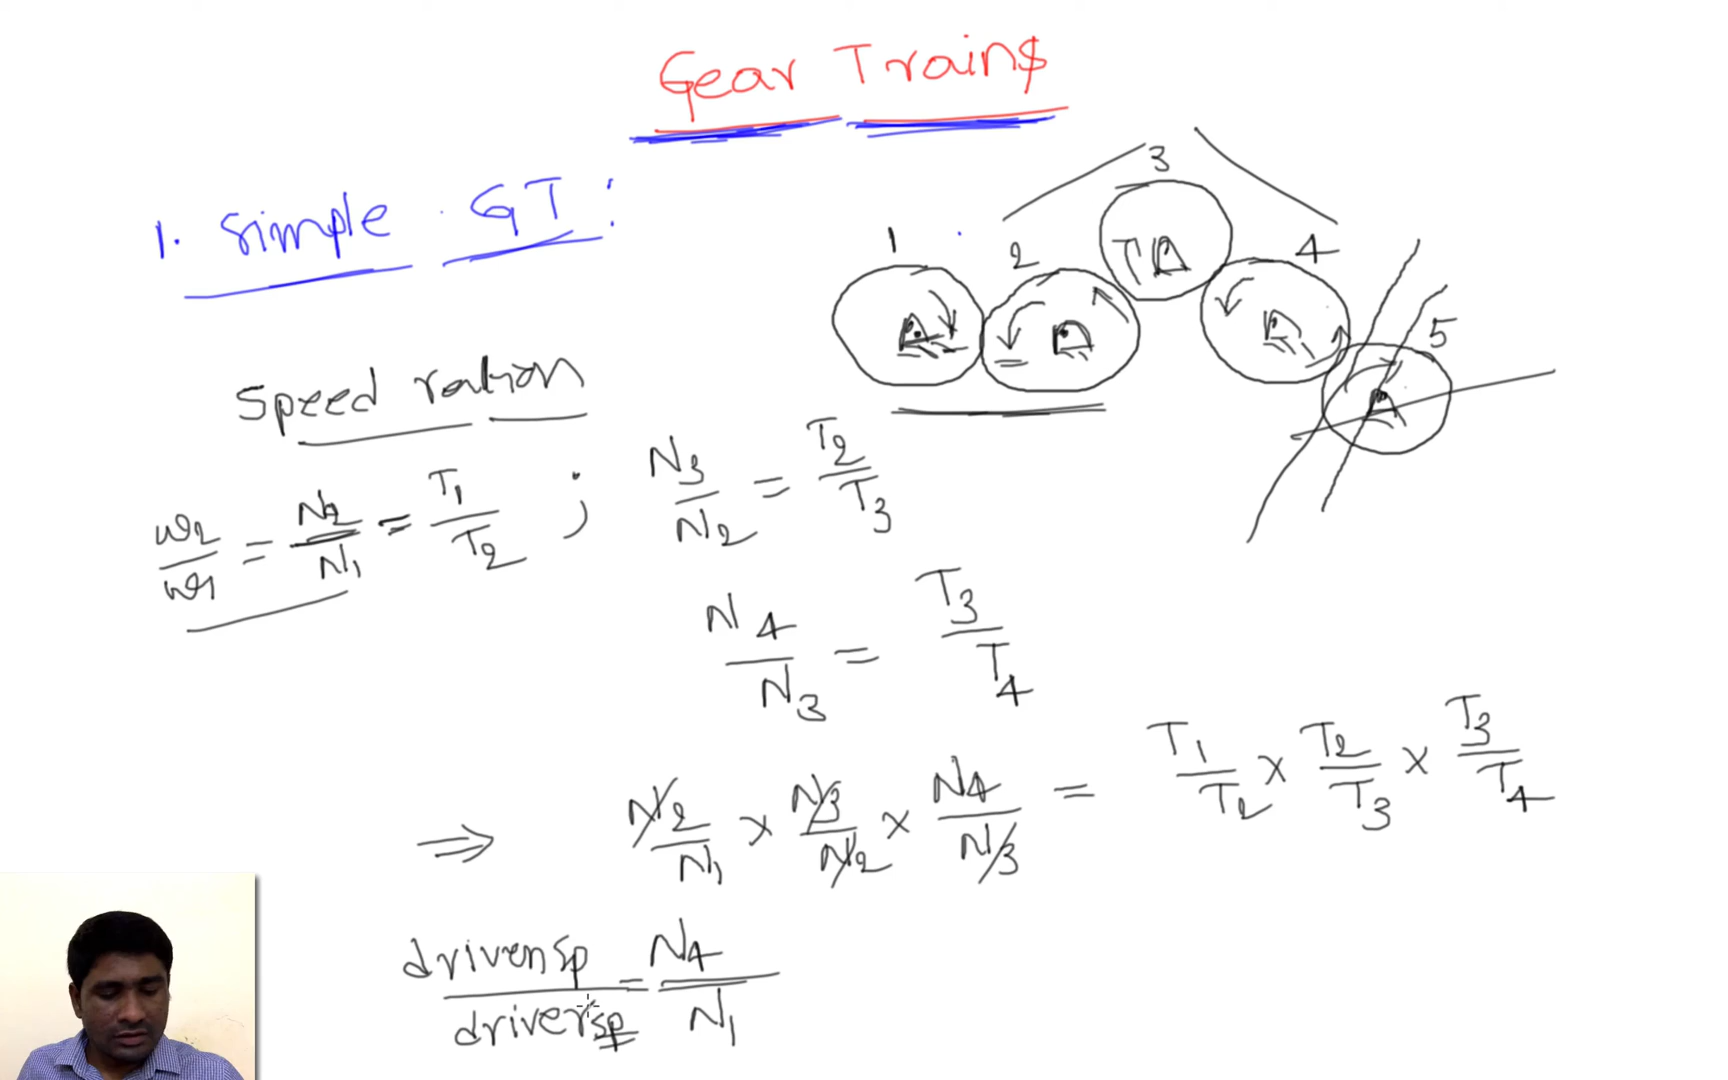 Gear Trains
1. Simple GT:
1 2 3 4 5
Speed ration
ω2/ω1 = N2/N1 = T1/T2 ; N3/N2 = T2/T3
N4/N3 = T3/T4
⇒ N2/N1 × N3/N2 × N4/N3 = T1/T2 × T2/T3 × T3/T4
driven sp/driver sp = N4/N1